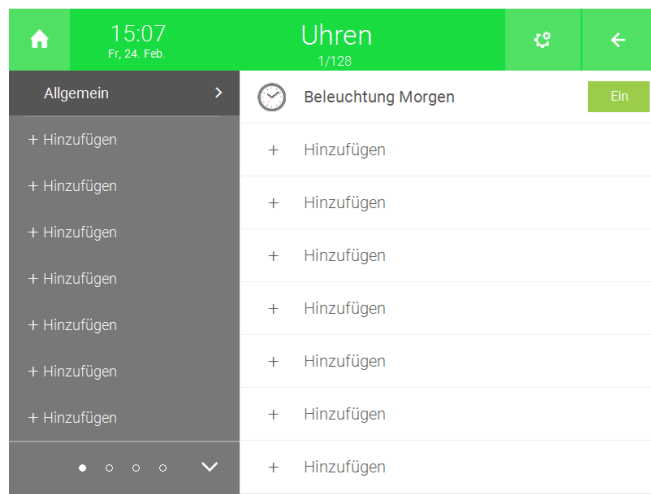 15:07
Fr, 24. Feb.
Uhren
1/128
Allgemein
+ Hinzufügen
+ Hinzufügen
+ Hinzufügen
+ Hinzufügen
+ Hinzufügen
+ Hinzufügen
+ Hinzufügen
Beleuchtung Morgen
Ein
+ Hinzufügen
+ Hinzufügen
+ Hinzufügen
+ Hinzufügen
+ Hinzufügen
+ Hinzufügen
+ Hinzufügen